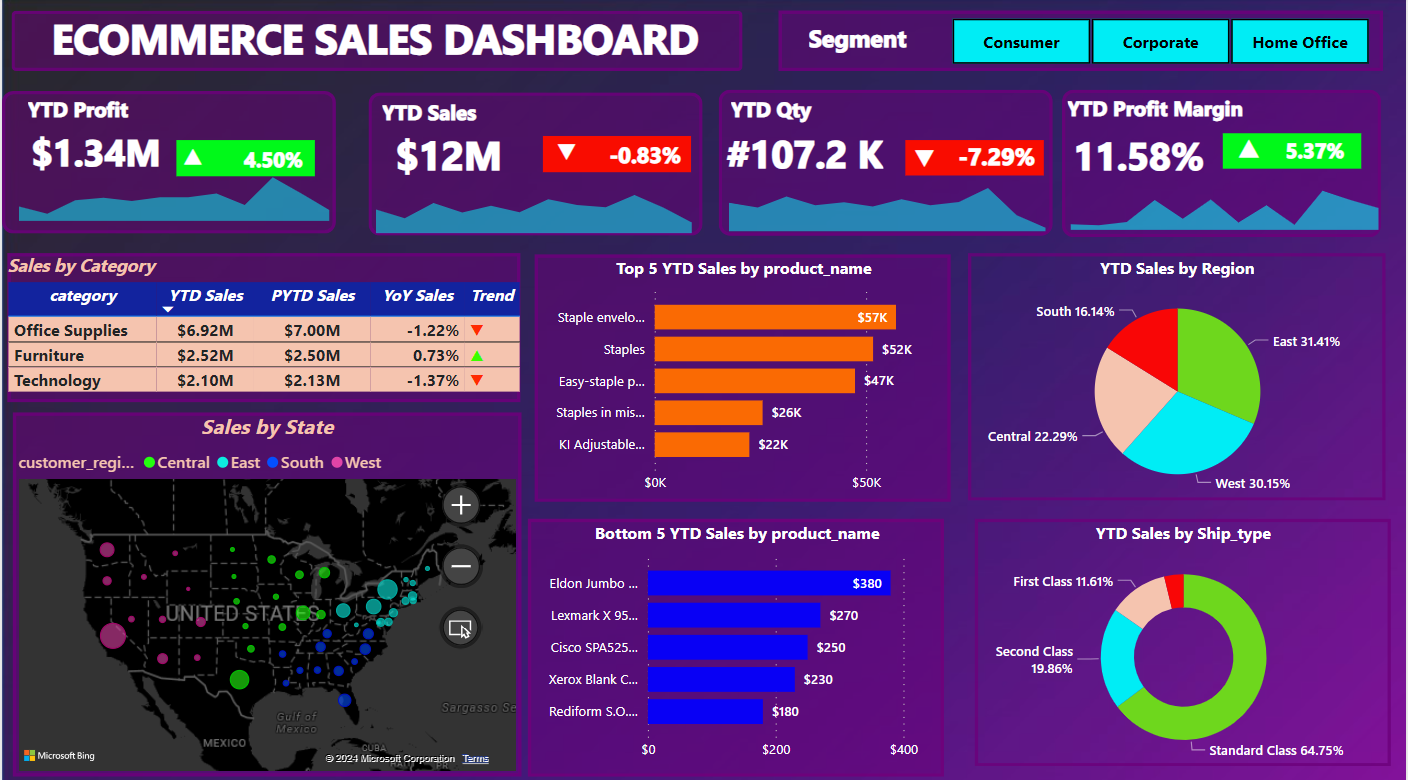 ECOMMERCE SALES DASHBOARD
Segment
Consumer
Corporate
Home Office
YTD Profit
$1.34M
4.50%
YTD Sales
$12M
-0.83%
YTD Qty
#107.2 K
-7.29%
YTD Profit Margin
11.58%
5.37%
Sales by Category
category YTD Sales PYTD Sales YoY Sales Trend
Office Supplies $6.92M $7.00M -1.22%
Furniture $2.52M $2.50M 0.73%
Technology $2.10M $2.13M -1.37%
Sales by State
customer_regi... Central East South West
UNITED STATES
Gulf of
Mexico
MEXICO
CUBA
Sargasso Se
Microsoft Bing
© 2024 Microsoft Corporation Terms
Top 5 YTD Sales by product_name
Staple envelo... $57K
Staples $52K
Easy-staple p... $47K
Staples in mis... $26K
KI Adjustable... $22K
$0K $50K
Bottom 5 YTD Sales by product_name
Eldon Jumbo ... $380
Lexmark X 95... $270
Cisco SPA525... $250
Xerox Blank C... $230
Rediform S.O.... $180
$0 $200 $400
YTD Sales by Region
South 16.14%
East 31.41%
Central 22.29%
West 30.15%
YTD Sales by Ship_type
First Class 11.61%
Second Class
19.86%
Standard Class 64.75%